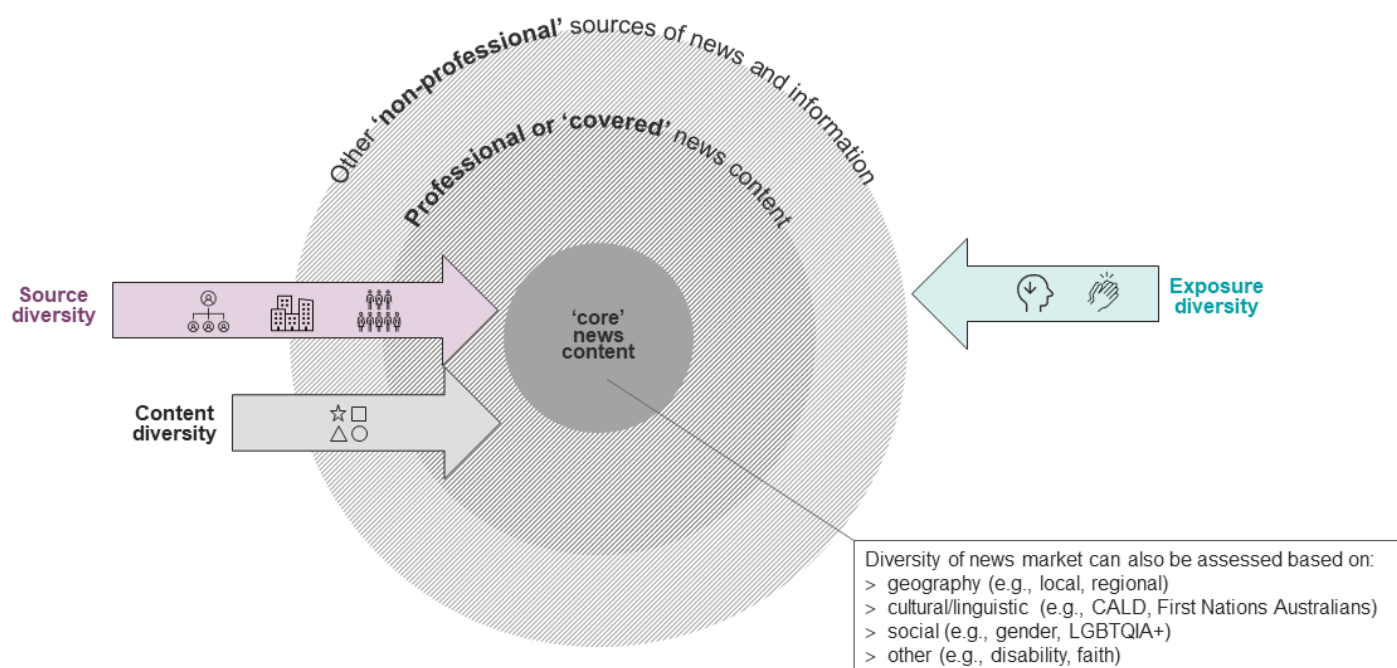 Other ‘non-professional’ sources of news and information
Professional or ‘covered’ news content
Source
diversity
‘core’
news
content
Exposure
diversity
Content
diversity
Diversity of news market can also be assessed based on:
> geography (e.g., local, regional)
> cultural/linguistic (e.g., CALD, First Nations Australians)
> social (e.g., gender, LGBTQIA+)
> other (e.g., disability, faith)